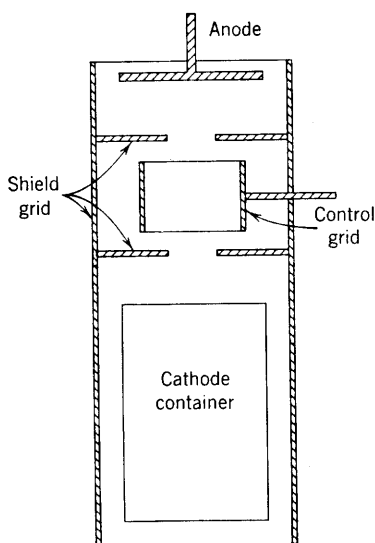 Anode
Shield
grid
Control
grid
Cathode
container